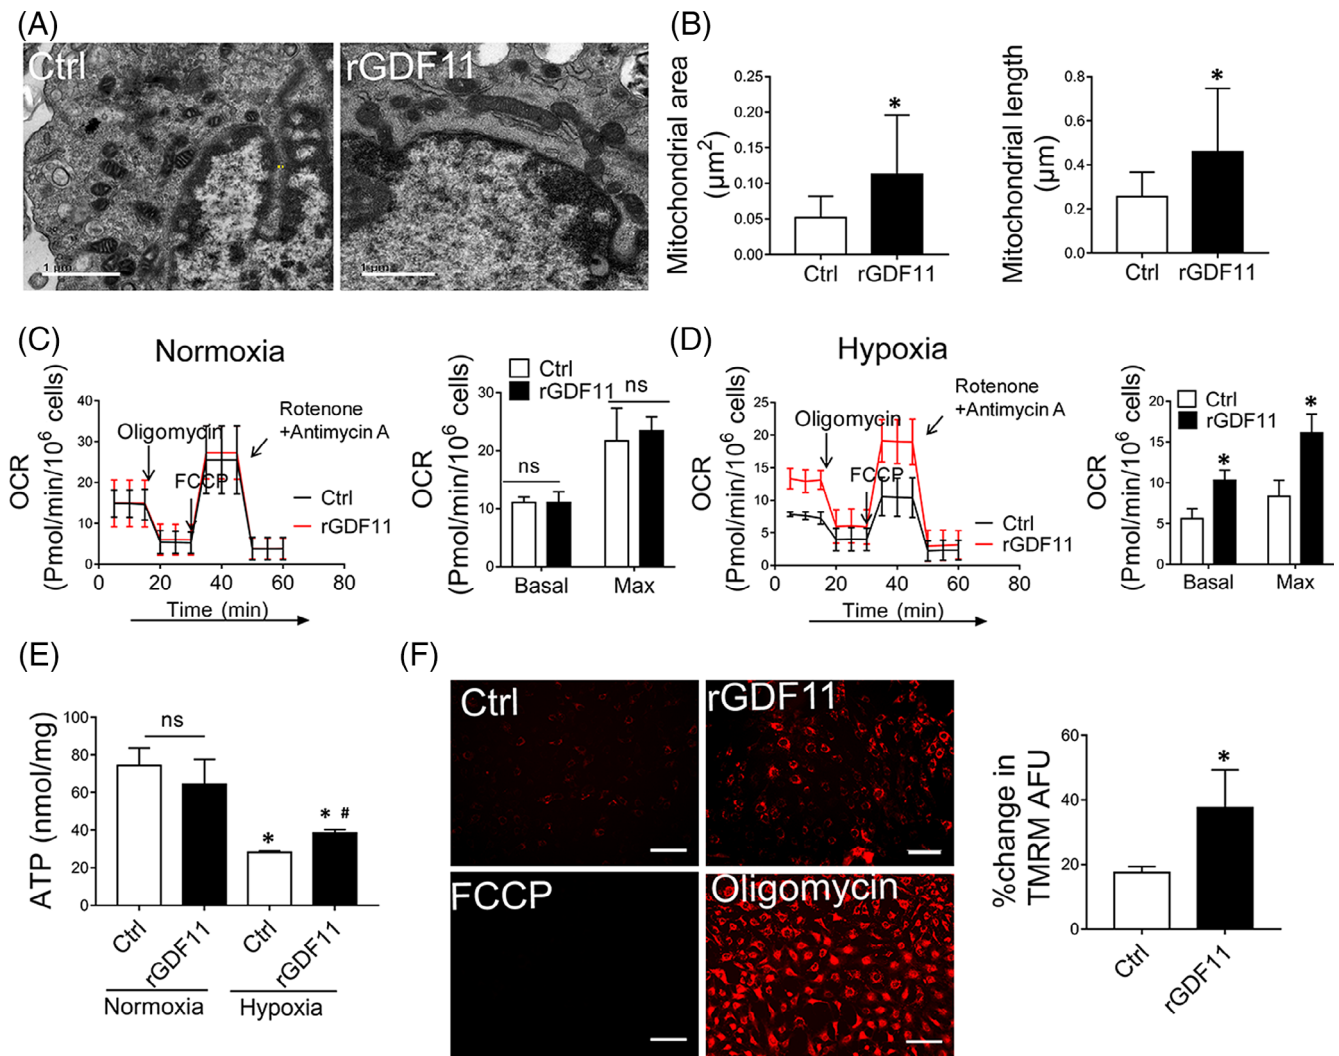 (A)
Ctrl
1 µm
rGDF11
1 µm
(B)
Mitochondrial area
(µm²)
0.25
0.20
0.15
0.10
0.05
0.00
*
Ctrl
rGDF11
Mitochondrial length
(µm)
0.8
0.6
0.4
0.2
0.0
*
Ctrl
rGDF11
(C)
Normoxia
OCR
(Pmol/min/10⁶ cells)
40
30
20
10
0
Oligomycin
FCCP
Rotenone
+Antimycin A
Ctrl
rGDF11
0
20
40
60
80
Time (min)
Ctrl
rGDF11
OCR
(Pmol/min/10⁶ cells)
30
20
10
0
ns
ns
Basal
Max
(D)
Hypoxia
OCR
(Pmol/min/10⁶ cells)
25
20
15
10
5
0
Oligomycin
FCCP
Rotenone
+Antimycin A
Ctrl
rGDF11
0
20
40
60
80
Time (min)
Ctrl
rGDF11
OCR
(Pmol/min/10⁶ cells)
20
15
10
5
0
*
*
Basal
Max
(E)
ATP (nmol/mg)
100
80
60
40
20
0
ns
*
* #
Ctrl
rGDF11
Ctrl
rGDF11
Normoxia
Hypoxia
(F)
Ctrl
rGDF11
FCCP
Oligomycin
%change in
TMRM AFU
60
40
20
0
*
Ctrl
rGDF11